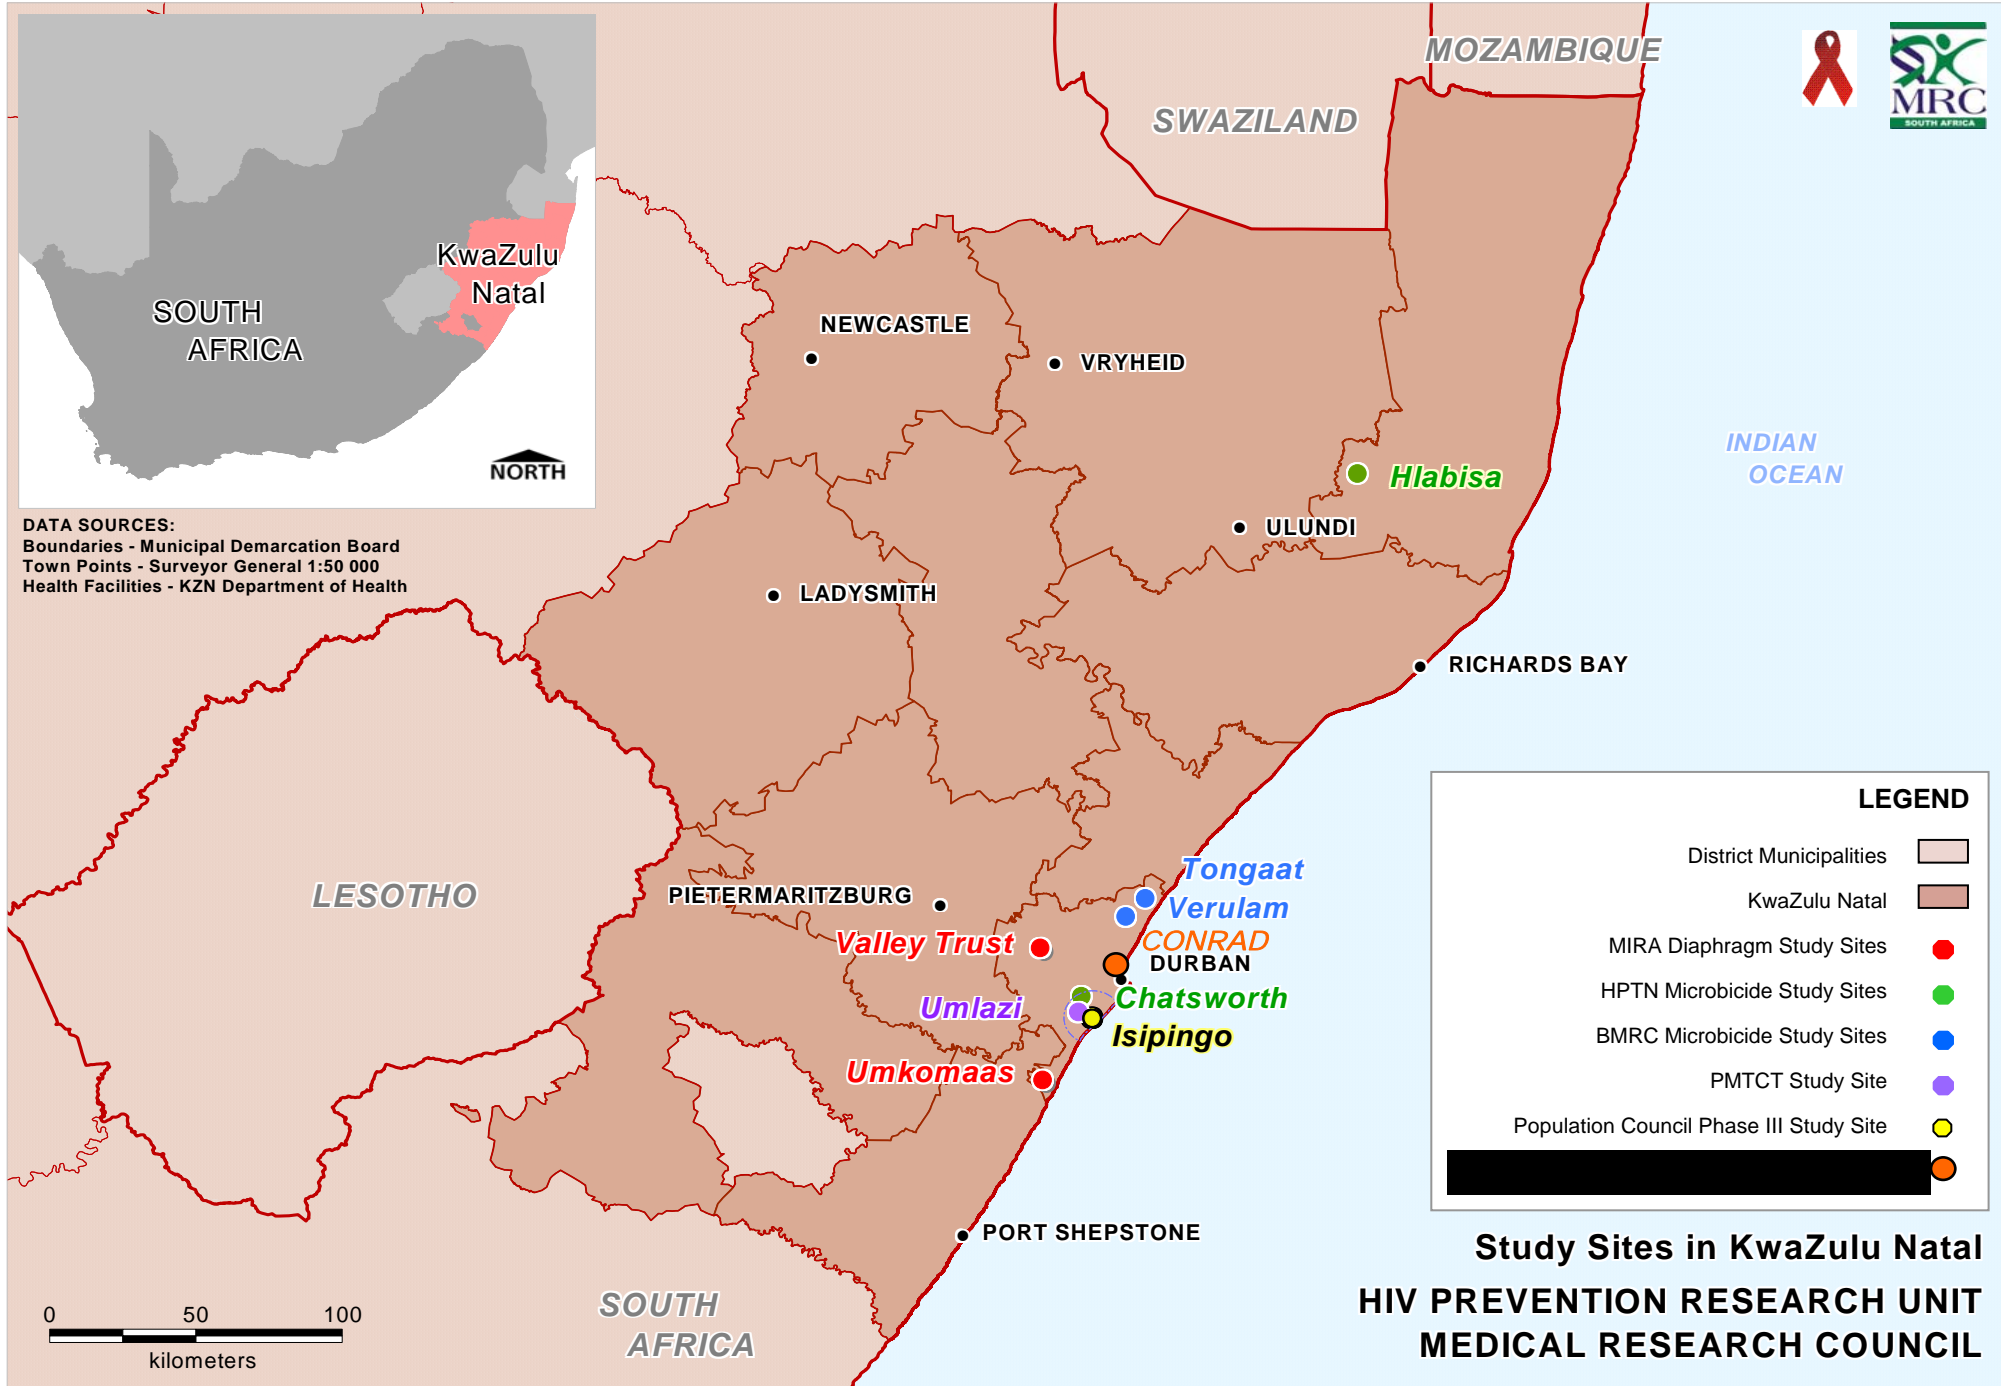 MOZAMBIQUE
SWAZILAND
MRC
SOUTH AFRICA
KwaZulu
Natal
SOUTH
AFRICA
NORTH
DATA SOURCES:
Boundaries - Municipal Demarcation Board
Town Points - Surveyor General 1:50 000
Health Facilities - KZN Department of Health
NEWCASTLE
VRYHEID
INDIAN
OCEAN
Hlabisa
ULUNDI
LADYSMITH
RICHARDS BAY
LESOTHO
PIETERMARITZBURG
Tongaat
Verulam
Valley Trust
CONRAD
DURBAN
Umlazi
Chatsworth
Isipingo
Umkomaas
PORT SHEPSTONE
SOUTH
AFRICA
0 50 100
kilometers
LEGEND
District Municipalities
KwaZulu Natal
MIRA Diaphragm Study Sites
HPTN Microbicide Study Sites
BMRC Microbicide Study Sites
PMTCT Study Site
Population Council Phase III Study Site
Study Sites in KwaZulu Natal
HIV PREVENTION RESEARCH UNIT
MEDICAL RESEARCH COUNCIL